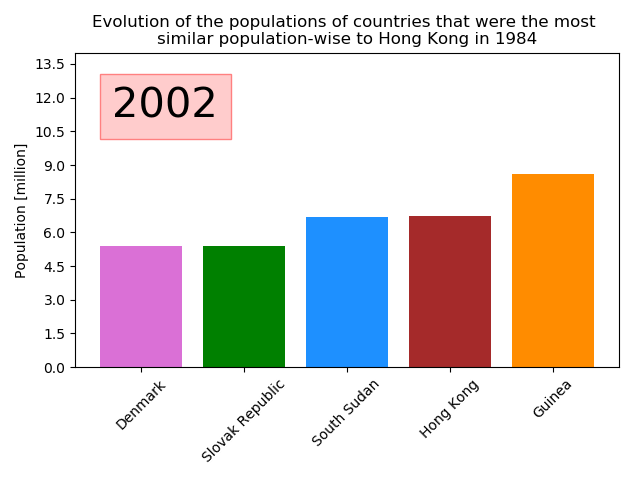 Evolution of the populations of countries that were the most
similar population-wise to Hong Kong in 1984
2002
Population [million]
13.5
12.0
10.5
9.0
7.5
6.0
4.5
3.0
1.5
0.0
Denmark
Slovak Republic
South Sudan
Hong Kong
Guinea